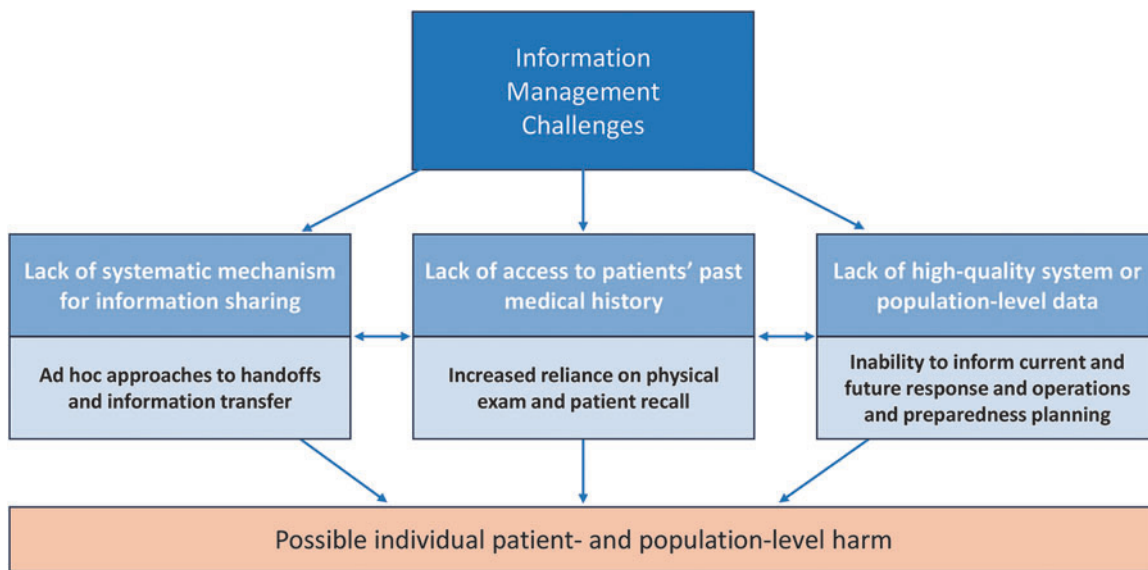 Information
Management
Challenges
Lack of systematic mechanism
for information sharing
Ad hoc approaches to handoffs
and information transfer
Lack of access to patients’ past
medical history
Increased reliance on physical
exam and patient recall
Lack of high-quality system or
population-level data
Inability to inform current and
future response and operations
and preparedness planning
Possible individual patient- and population-level harm